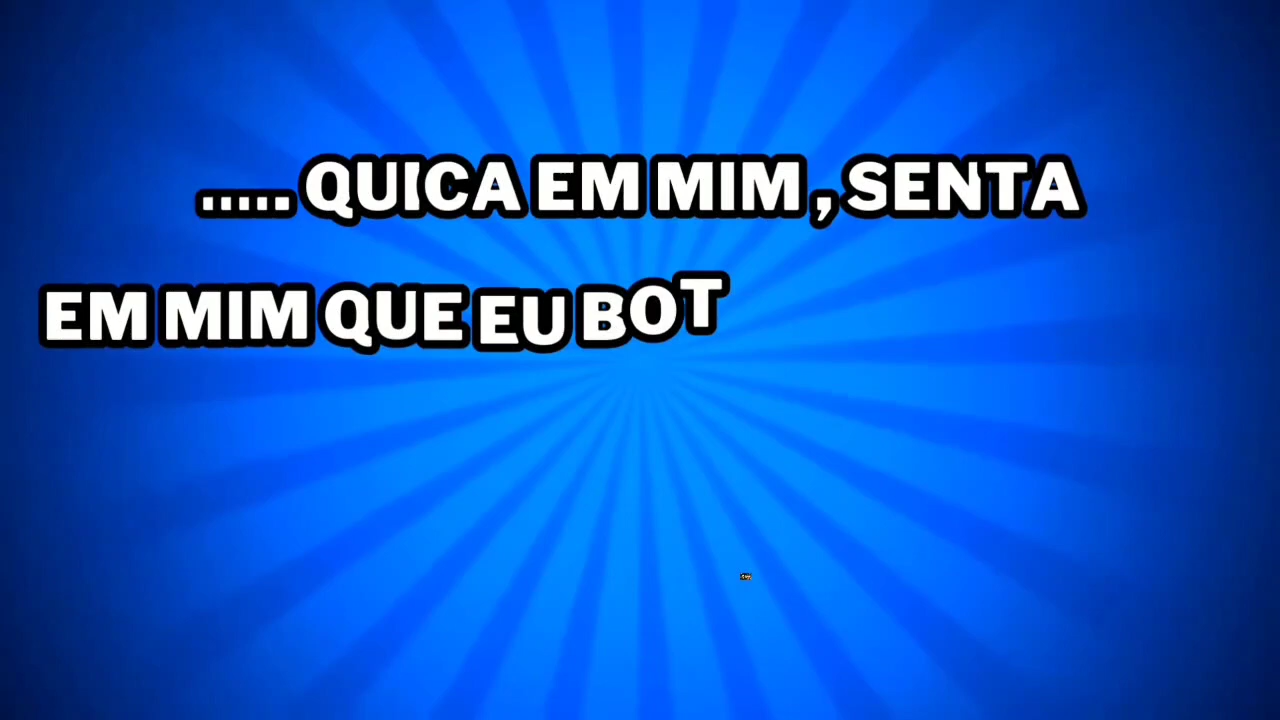 ..... QUICA EM MIM , SENTA
EM MIM QUE EU BOT